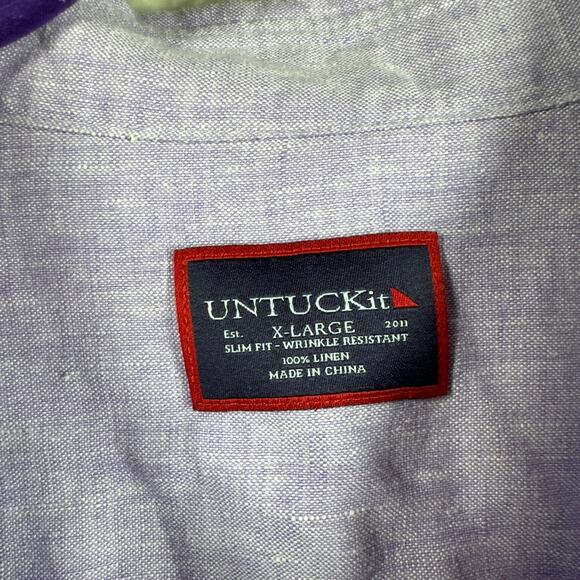 UNTUCKit
Est. X-LARGE 2011
SLIM FIT - WRINKLE RESISTANT
100% LINEN
MADE IN CHINA